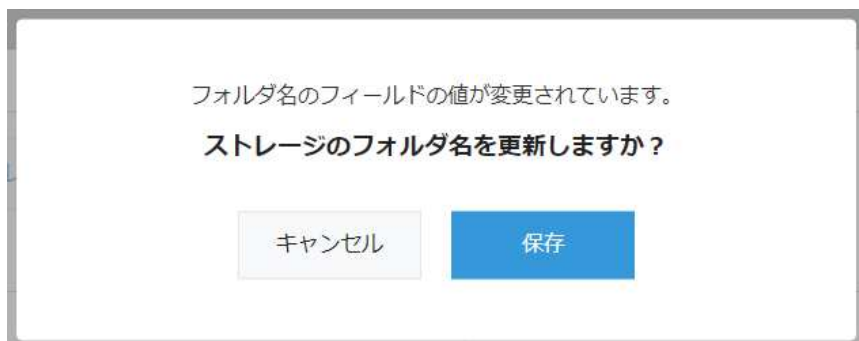 フォルダ名のフィールドの値が変更されています。
ストレージのフォルダ名を更新しますか？
キャンセル
保存